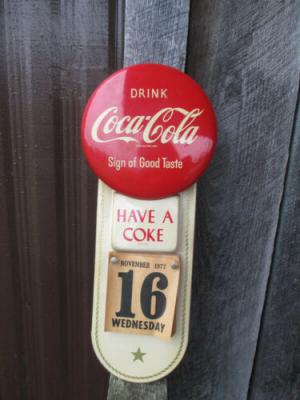 DRINK
Coca-Cola
Sign of Good Taste
HAVE A
COKE
NOVEMBER 1977
16
WEDNESDAY